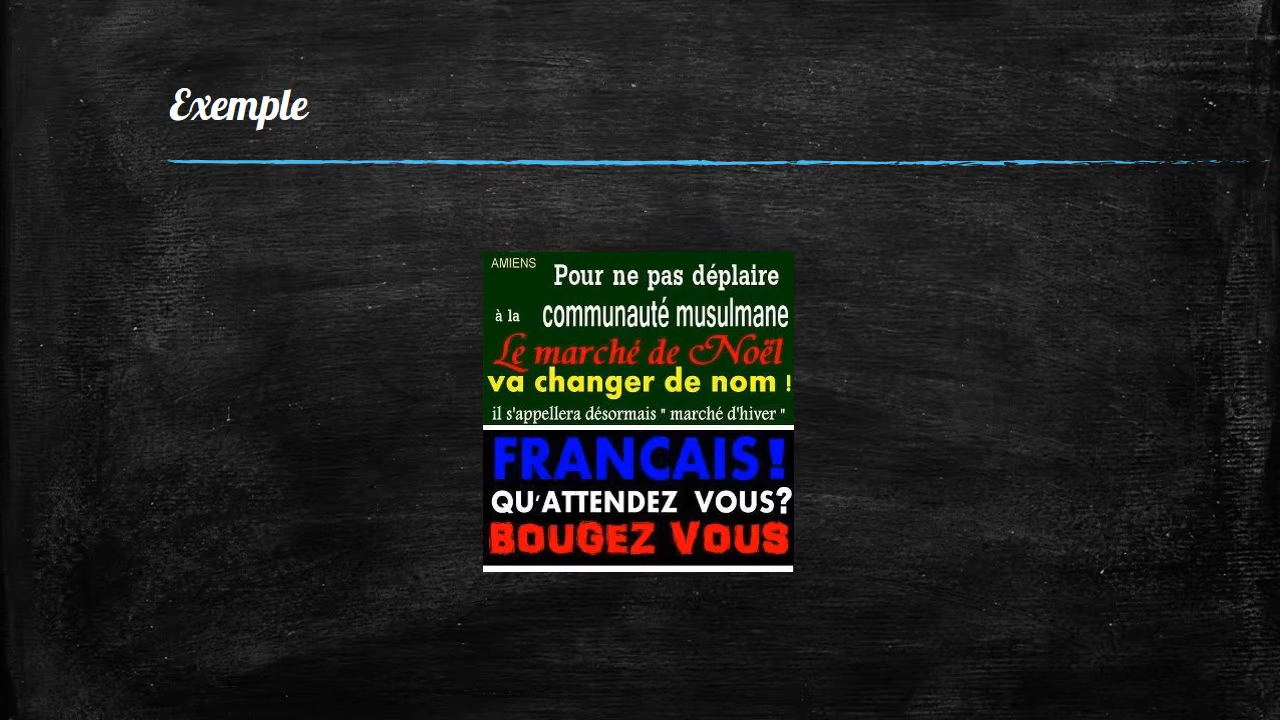 Exemple
AMIENS
Pour ne pas déplaire
à la communauté musulmane
Le marché de Noël
va changer de nom !
il s'appellera désormais " marché d'hiver "
FRANCAIS!
QU'ATTENDEZ VOUS?
BOUGEZ VOUS